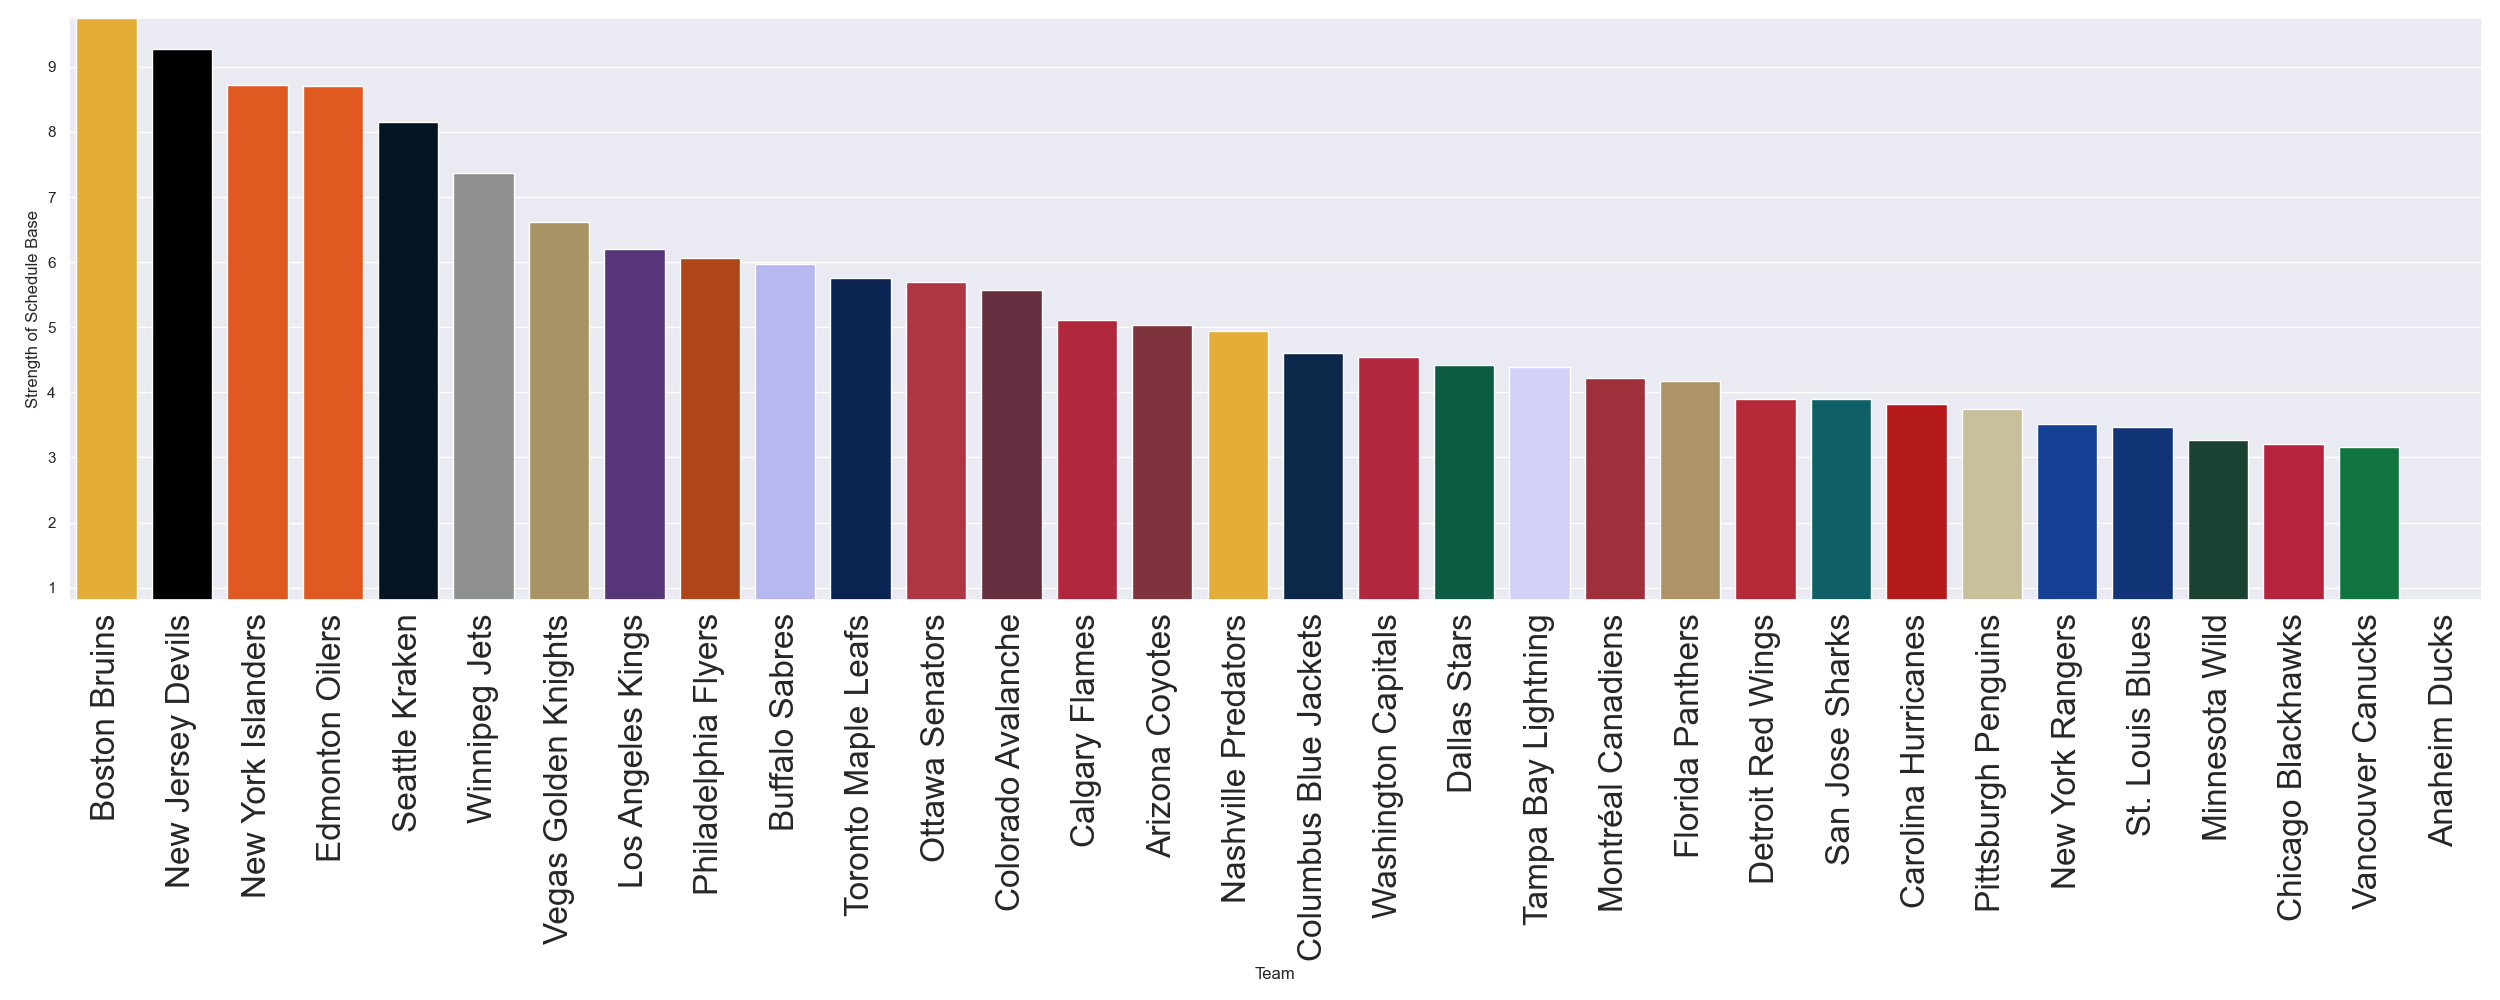 Strength of Schedule Base
9
8
7
6
5
4
3
2
1
Boston Bruins
New Jersey Devils
New York Islanders
Edmonton Oilers
Seattle Kraken
Winnipeg Jets
Vegas Golden Knights
Los Angeles Kings
Philadelphia Flyers
Buffalo Sabres
Toronto Maple Leafs
Ottawa Senators
Colorado Avalanche
Calgary Flames
Arizona Coyotes
Nashville Predators
Columbus Blue Jackets
Washington Capitals
Dallas Stars
Tampa Bay Lightning
Montréal Canadiens
Florida Panthers
Detroit Red Wings
San Jose Sharks
Carolina Hurricanes
Pittsburgh Penguins
New York Rangers
St. Louis Blues
Minnesota Wild
Chicago Blackhawks
Vancouver Canucks
Anaheim Ducks
Team